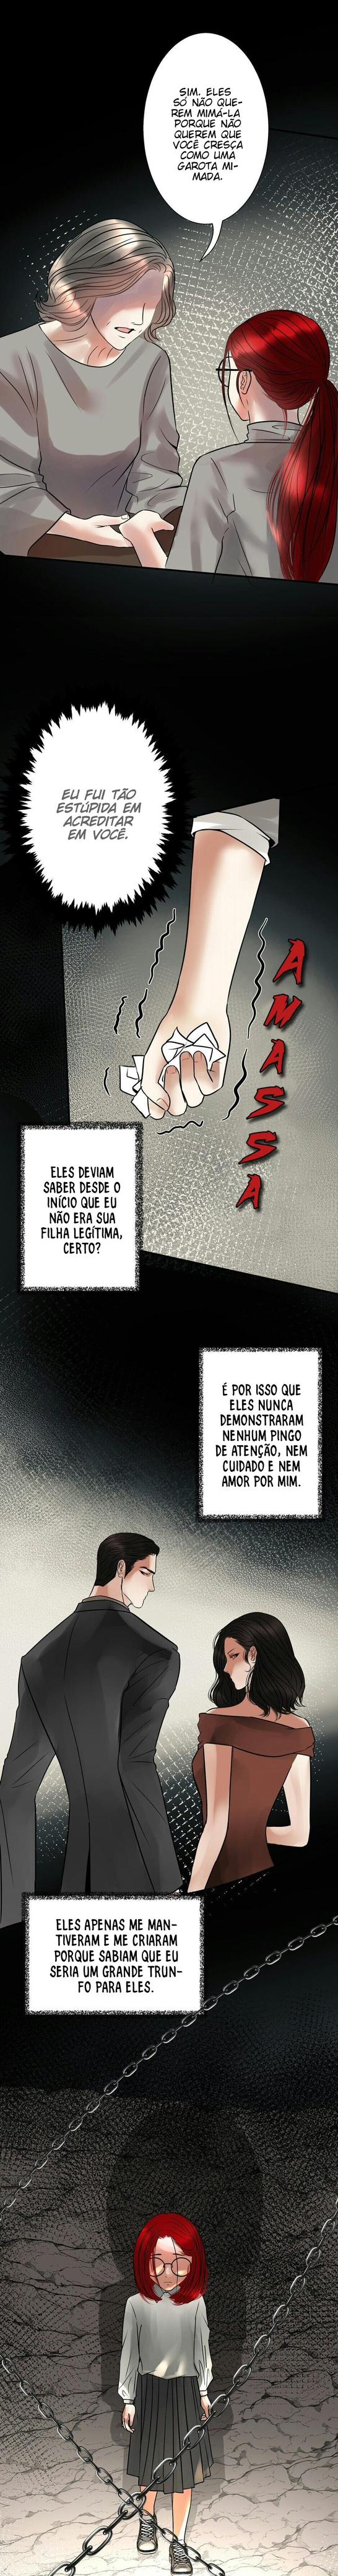 SIM. ELES
SÓ NÃO QUE-
REM MIMÁ-LA
PORQUE NÃO
QUEREM QUE
VOCÊ CRESÇA
COMO UMA
GAROTA MI-
MADA.
EU FUI TÃO
ESTÚPIDA EM
ACREDITAR
EM VOCÊ.
AMASSA
ELES DEVIAM
SABER DESDE O
INÍCIO QUE EU
NÃO ERA SUA
FILHA LEGÍTIMA,
CERTO?
É POR ISSO QUE
ELES NUNCA
DEMONSTRARAM
NENHUM PINGO
DE ATENÇÃO, NEM
CUIDADO E NEM
AMOR POR MIM.
ELES APENAS ME MAN-
TIVERAM E ME CRIARAM
PORQUE SABIAM QUE EU
SERIA UM GRANDE TRUN-
FO PARA ELES.